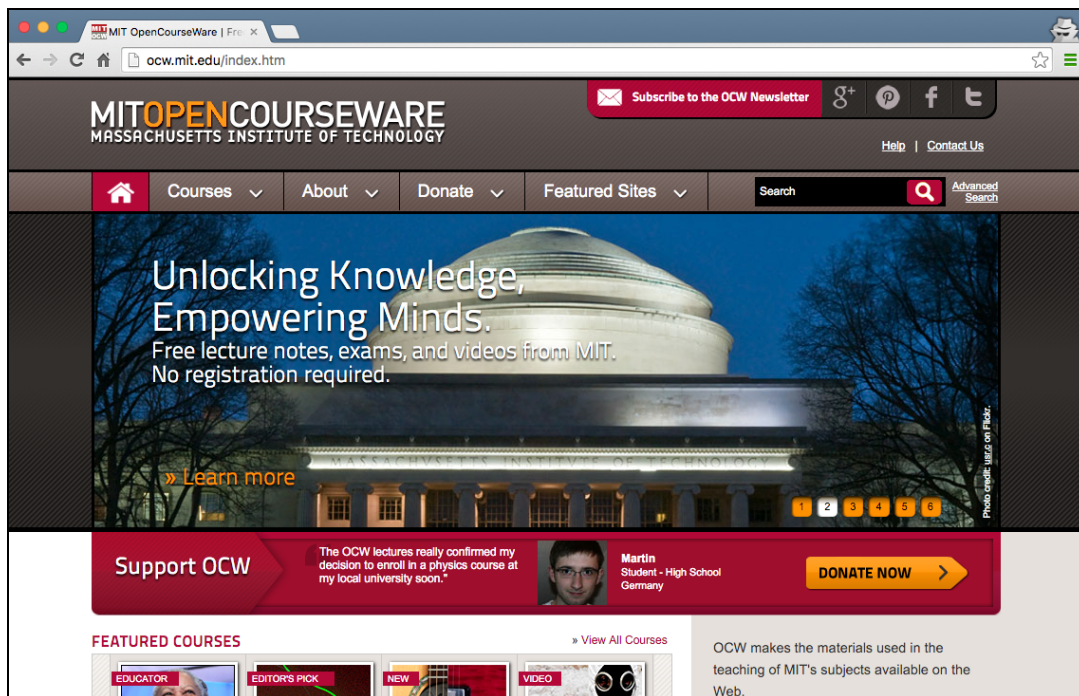 MIT OpenCourseWare | Fre
ocw.mit.edu/index.htm
Subscribe to the OCW Newsletter
MITOPENCOURSEWARE
MASSACHUSETTS INSTITUTE OF TECHNOLOGY
Help | Contact Us
Courses About Donate Featured Sites Search Advanced
Search
Unlocking Knowledge,
Empowering Minds.
Free lecture notes, exams, and videos from MIT.
No registration required.
MASSACHVSETTS INSTITVTE OF TECHNOLOGY
» Learn more
1 2 3 4 5 6
Photo credit: usr.c on Flickr.
Support OCW
The OCW lectures really confirmed my
decision to enroll in a physics course at
my local university soon."
Martin
Student - High School
Germany
DONATE NOW
FEATURED COURSES
» View All Courses
EDUCATOR
EDITOR'S PICK
NEW
VIDEO
OCW makes the materials used in the
teaching of MIT's subjects available on the
Web.